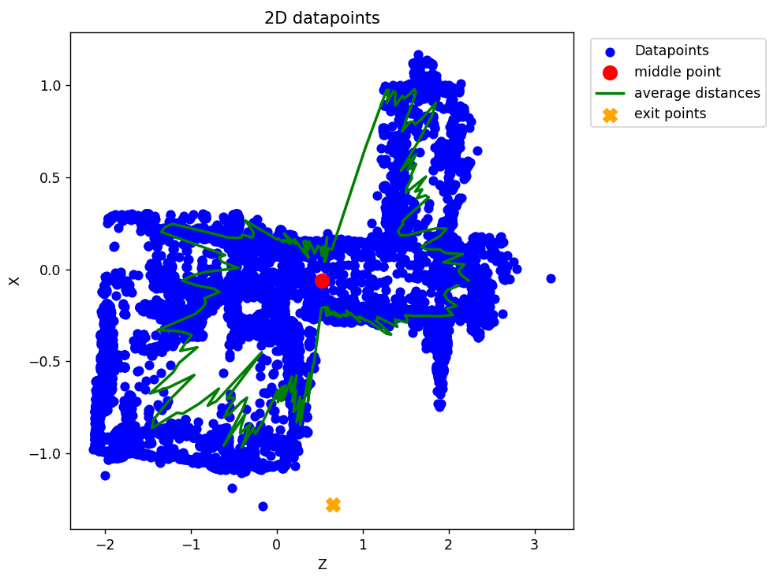 2D datapoints
Datapoints
middle point
average distances
exit points
1.0
0.5
0.0
−0.5
−1.0
X
−2
−1
0
1
2
3
Z